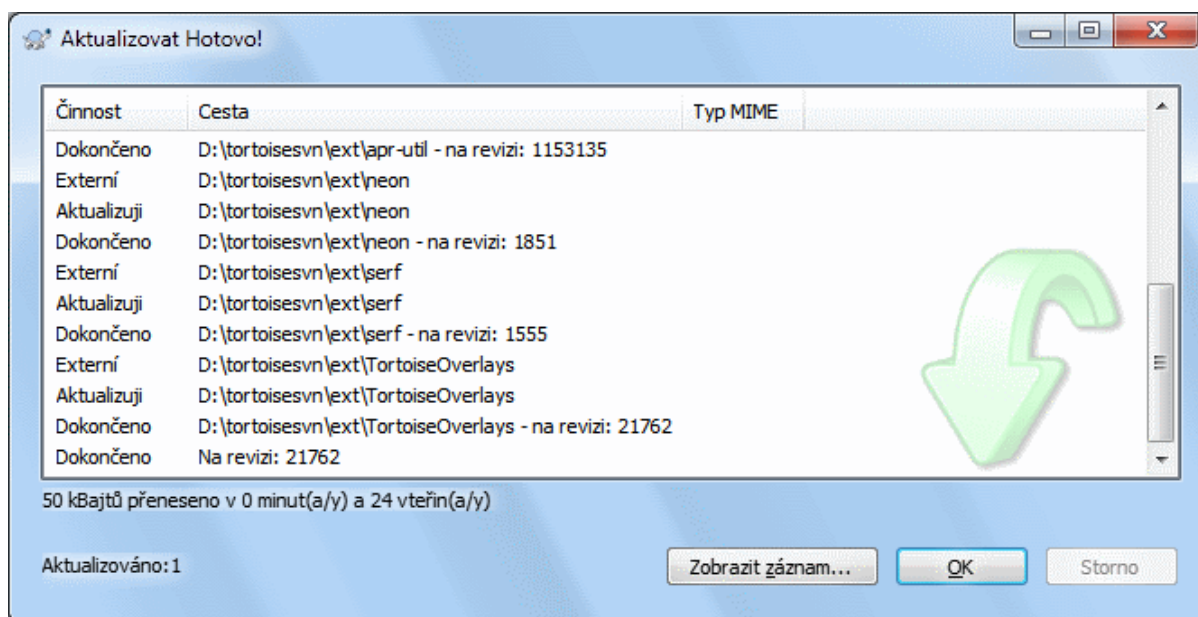 Aktualizovat Hotovo!
Činnost Cesta Typ MIME
Dokončeno D:\tortoisesvn\ext\apr-util - na revizi: 1153135
Externí D:\tortoisesvn\ext\neon
Aktualizuji D:\tortoisesvn\ext\neon
Dokončeno D:\tortoisesvn\ext\neon - na revizi: 1851
Externí D:\tortoisesvn\ext\serf
Aktualizuji D:\tortoisesvn\ext\serf
Dokončeno D:\tortoisesvn\ext\serf - na revizi: 1555
Externí D:\tortoisesvn\ext\TortoiseOverlays
Aktualizuji D:\tortoisesvn\ext\TortoiseOverlays
Dokončeno D:\tortoisesvn\ext\TortoiseOverlays - na revizi: 21762
Dokončeno Na revizi: 21762
50 kBajtů přeneseno v 0 minut(a/y) a 24 vteřin(a/y)
Aktualizováno:1 Zobrazit záznam... OK Storno